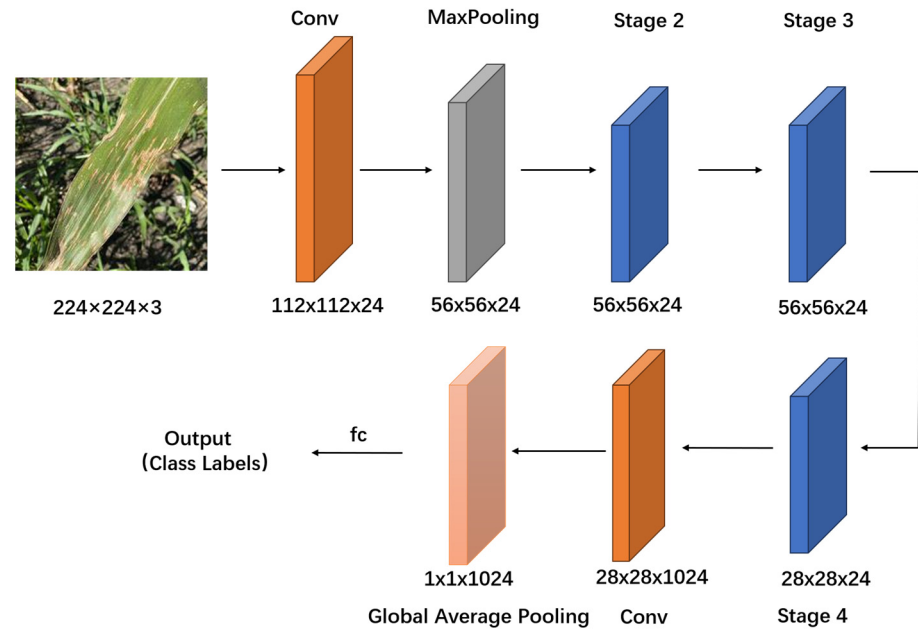 Conv
MaxPooling
Stage 2
Stage 3
224×224×3
112x112x24
56x56x24
56x56x24
56x56x24
Output
(Class Labels)
fc
1x1x1024
28x28x1024
28x28x24
Global Average Pooling
Conv
Stage 4